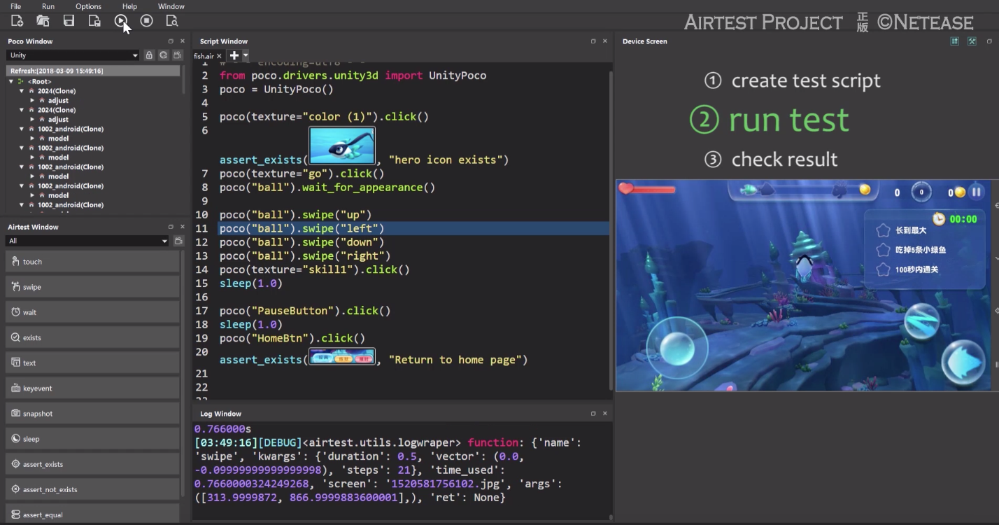 File Run Options Help Window
AIRTEST PROJECT 正版 ©NETEASE
Poco Window
Unity
Refresh:[2018-03-09 15:49:16]
<Root>
2024(Clone)
adjust
2024(Clone)
adjust
1002_android(Clone)
model
1002_android(Clone)
model
1002_android(Clone)
model
1002_android(Clone)
model
1002_android(Clone)
Airtest Window
All
touch
swipe
wait
exists
text
keyevent
snapshot
sleep
assert_exists
assert_not_exists
assert_equal
Script Window
fish.air
2 from poco.drivers.unity3d import UnityPoco
3 poco = UnityPoco()
4
5 poco(texture="color (1)").click()
6
assert_exists( , "hero icon exists")
7 poco(texture="go").click()
8 poco("ball").wait_for_appearance()
9
10 poco("ball").swipe("up")
11 poco("ball").swipe("left")
12 poco("ball").swipe("down")
13 poco("ball").swipe("right")
14 poco(texture="skill1").click()
15 sleep(1.0)
16
17 poco("PauseButton").click()
18 sleep(1.0)
19 poco("HomeBtn").click()
20
assert_exists( , "Return to home page")
21
22
Log Window
0.766000s
[03:49:16][DEBUG]<airtest.utils.logwraper> function: {'name':
'swipe', 'kwargs': {'duration': 0.5, 'vector': (0.0,
-0.09999999999999998), 'steps': 21}, 'time_used':
0.7660000324249268, 'screen': '1520581756102.jpg', 'args':
([313.9999872, 866.9999883600001],), 'ret': None}
Device Screen
① create test script
② run test
③ check result
0 0 0
00:00
长到最大
吃掉5条小绿鱼
100秒内通关